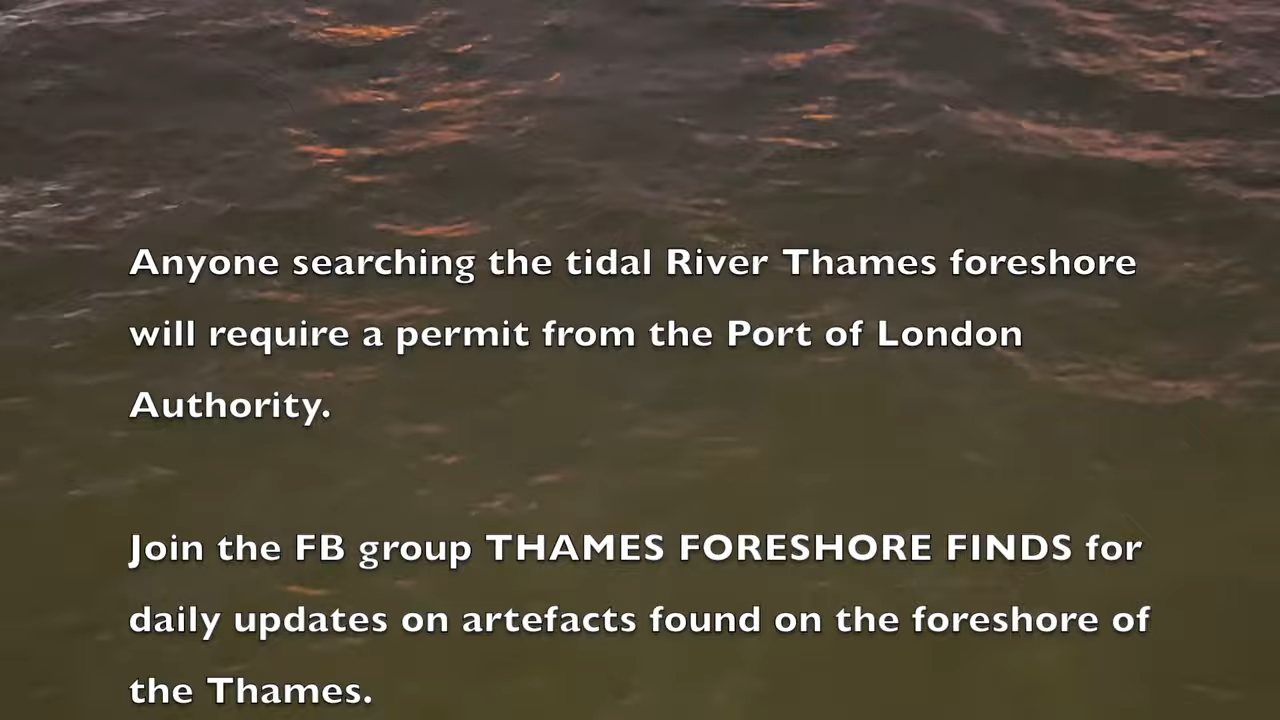 Anyone searching the tidal River Thames foreshore
will require a permit from the Port of London
Authority.
Join the FB group THAMES FORESHORE FINDS for
daily updates on artefacts found on the foreshore of
the Thames.